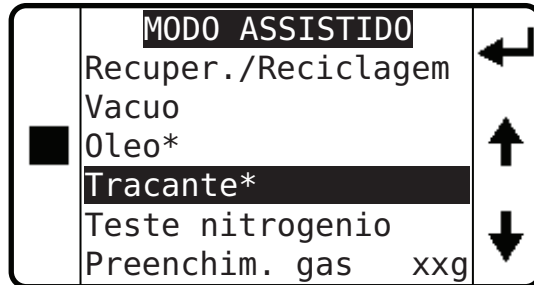 MODO ASSISTIDO
Recuper./Reciclagem
Vacuo
Oleo*
Tracante*
Teste nitrogenio
Preenchim. gas xxg